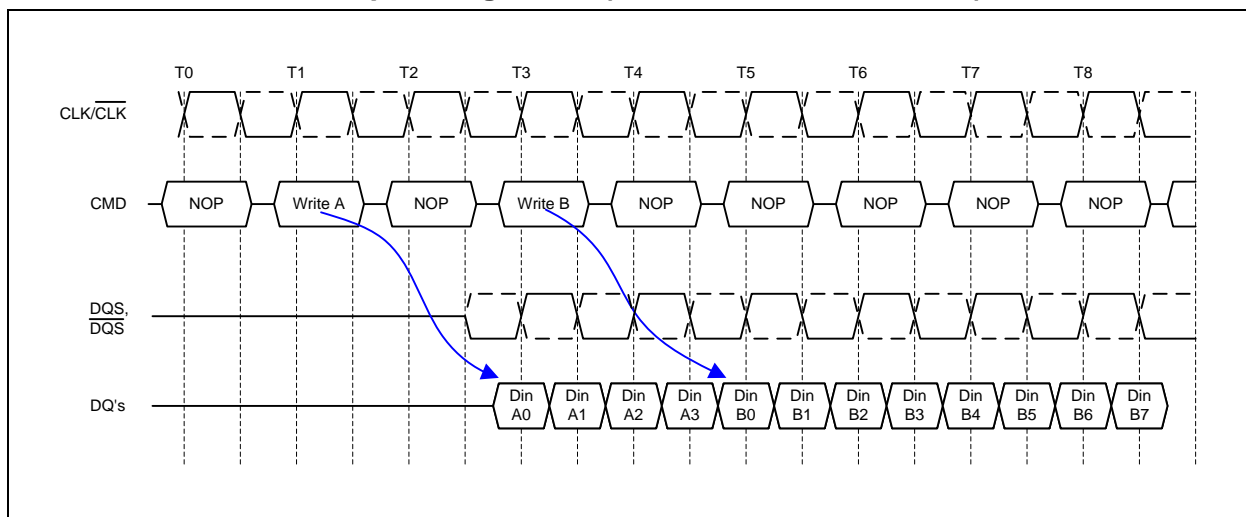 T0 T1 T2 T3 T4 T5 T6 T7 T8
CLK/CLK
CMD NOP Write A NOP Write B NOP NOP NOP NOP NOP
DQS,
DQS
DQ's Din Din Din Din Din Din Din Din Din Din Din Din
A0 A1 A2 A3 B0 B1 B2 B3 B4 B5 B6 B7